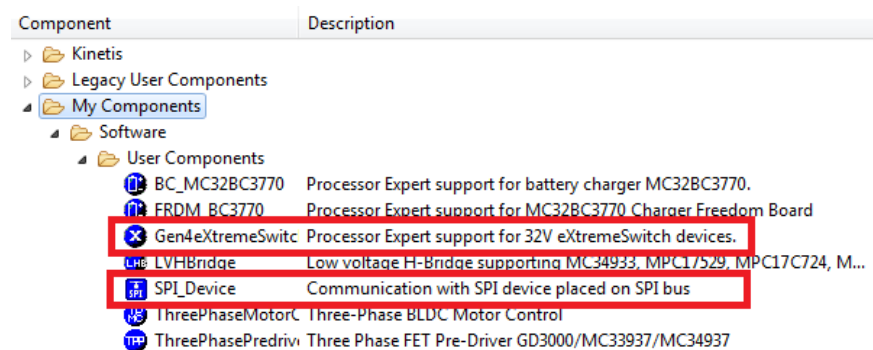 Component Description
Kinetis
Legacy User Components
My Components
Software
User Components
BC_MC32BC3770 Processor Expert support for battery charger MC32BC3770.
FRDM_BC3770 Processor Expert support for MC32BC3770 Charger Freedom Board
Gen4eXtremeSwitc Processor Expert support for 32V eXtremeSwitch devices.
LHB LVHBridge Low voltage H-Bridge supporting MC34933, MPC17529, MPC17C724, M...
SPI SPI_Device Communication with SPI device placed on SPI bus
ThreePhaseMotorC Three-Phase BLDC Motor Control
TPP ThreePhasePredriv Three Phase FET Pre-Driver GD3000/MC33937/MC34937